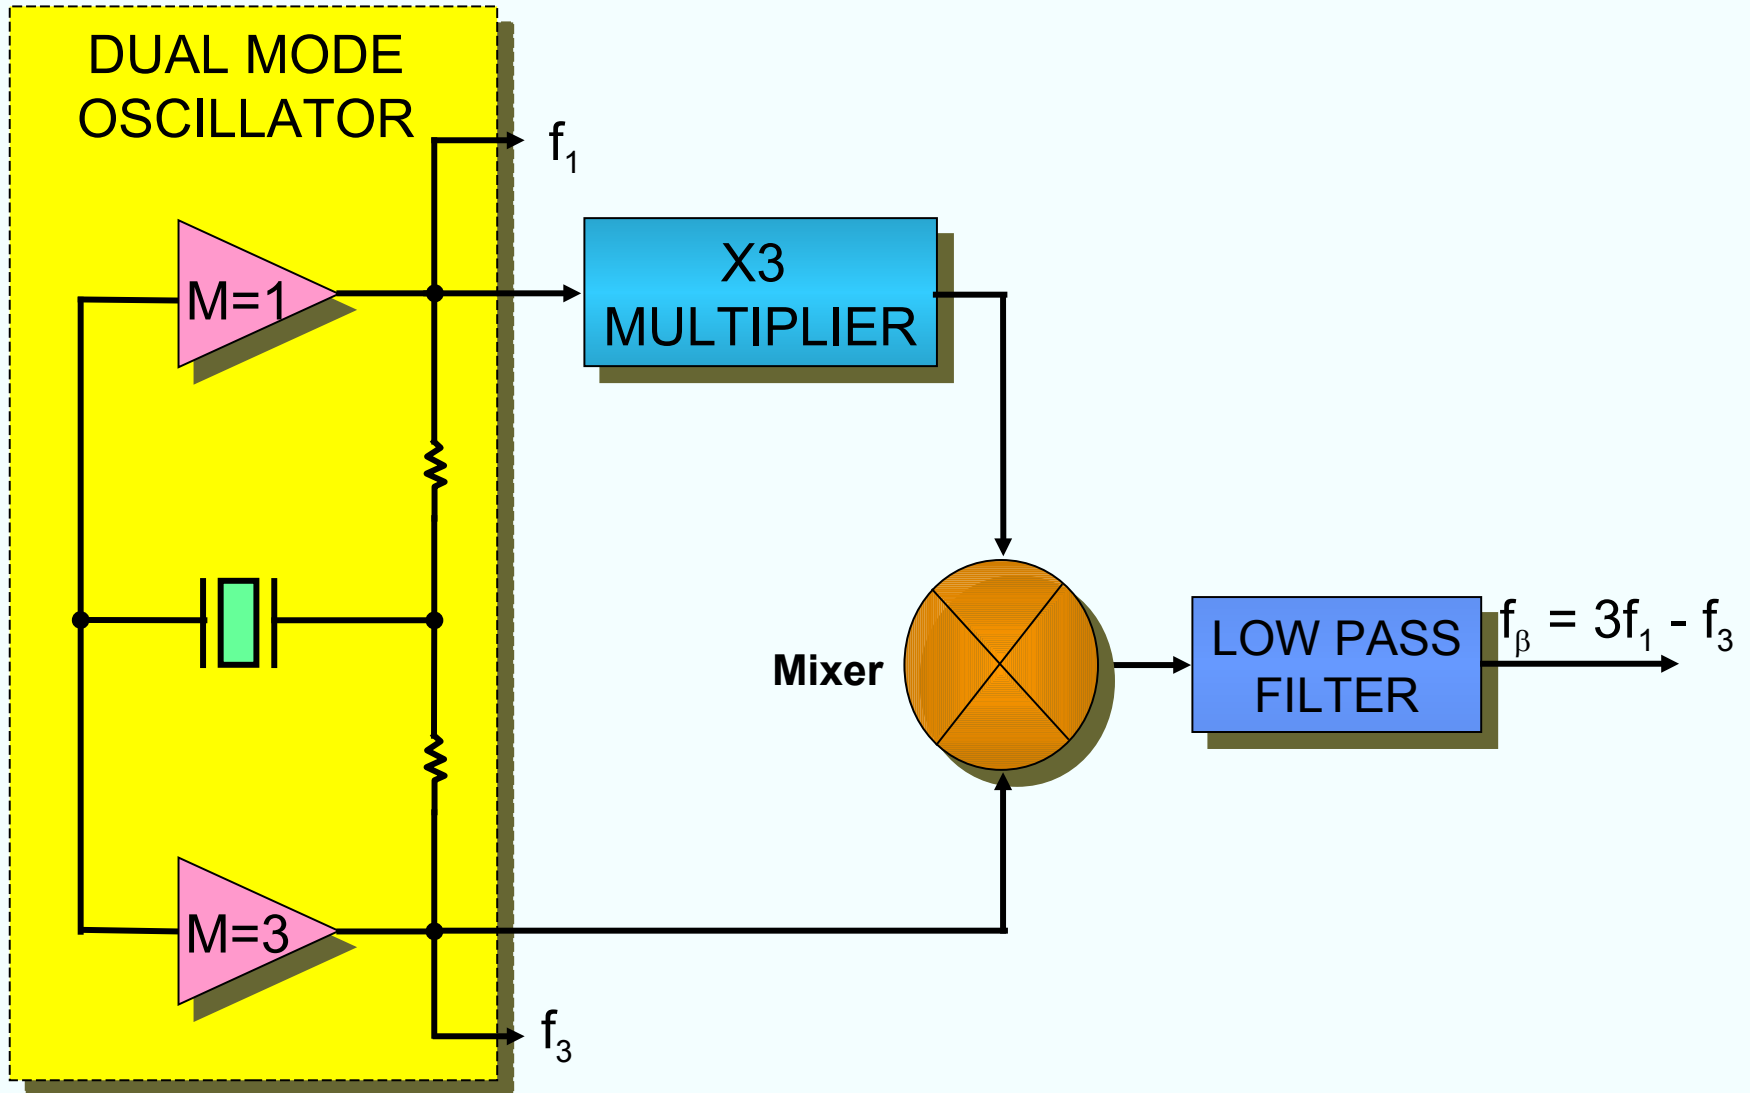 DUAL MODE
OSCILLATOR
f₁
M=1
X3
MULTIPLIER
Mixer
LOW PASS
FILTER
fᵦ = 3f₁ - f₃
M=3
f₃